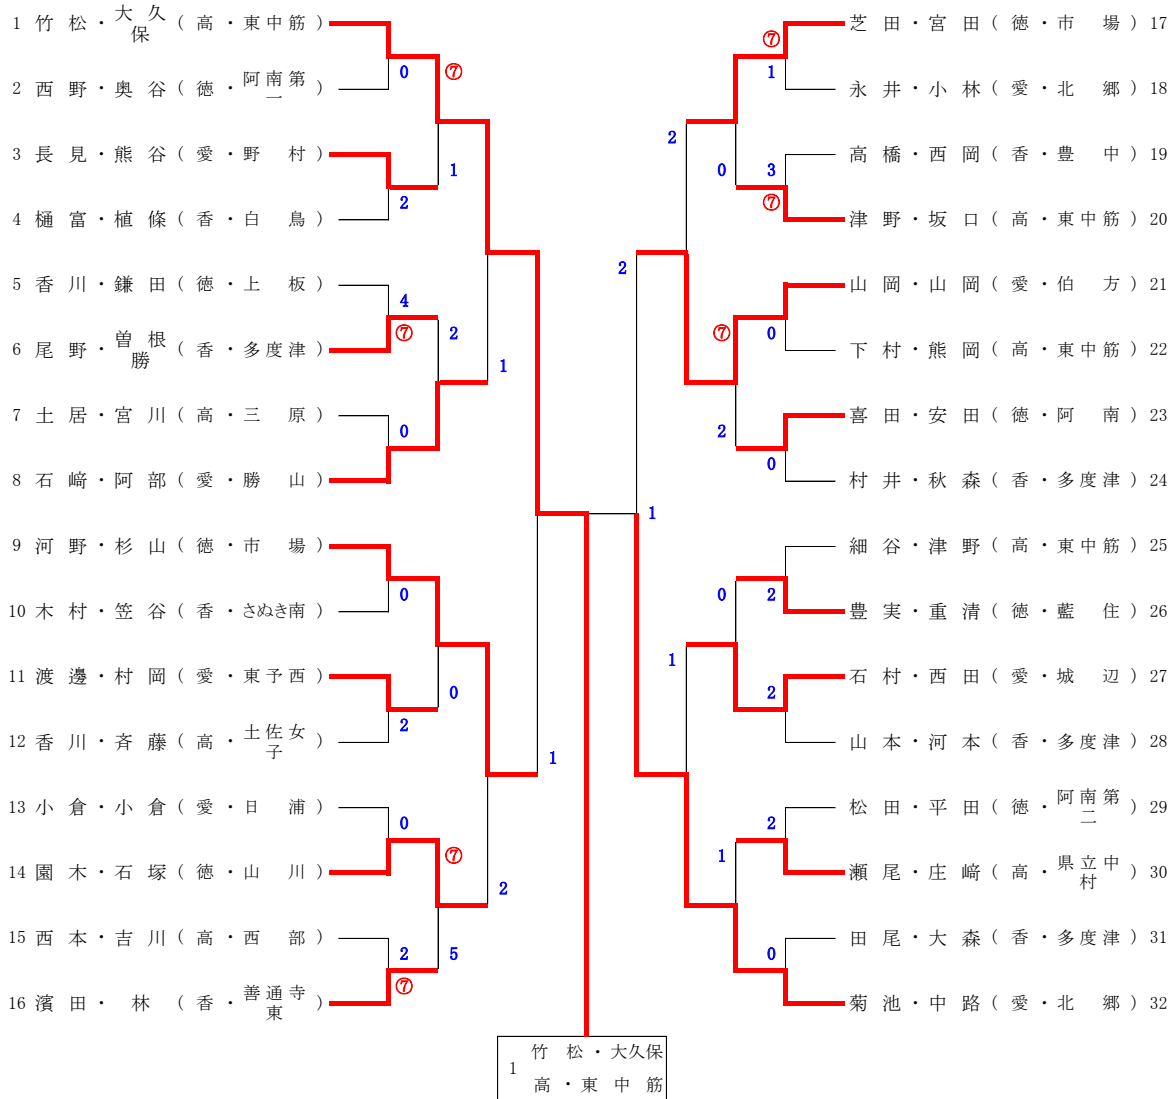 1 竹松・大久保（高・東中筋）
2 西野・奥谷（徳・阿南第一）
3 長見・熊谷（愛・野村）
4 樋富・植條（香・白鳥）
5 香川・鎌田（徳・上板）
6 尾野・曽根勝（香・多度津）
7 土居・宮川（高・三原）
8 石﨑・阿部（愛・勝山）
9 河野・杉山（徳・市場）
10 木村・笠谷（香・さぬき南）
11 渡邊・村岡（愛・東予西）
12 香川・斉藤（高・土佐女子）
13 小倉・小倉（愛・日浦）
14 園木・石塚（徳・山川）
15 西本・吉川（高・西部）
16 濱田・林（香・善通寺東）
0
⑦
1
2
4
⑦
2
1
0
0
0
2
1
0
⑦
2
2
5
⑦
芝田・宮田（徳・市場）17
永井・小林（愛・北郷）18
高橋・西岡（香・豊中）19
津野・坂口（高・東中筋）20
山岡・山岡（愛・伯方）21
下村・熊岡（高・東中筋）22
喜田・安田（徳・阿南）23
村井・秋森（香・多度津）24
細谷・津野（高・東中筋）25
豊実・重清（徳・藍住）26
石村・西田（愛・城辺）27
山本・河本（香・多度津）28
松田・平田（徳・阿南第二）29
瀬尾・庄﨑（高・県立中村）30
田尾・大森（香・多度津）31
菊池・中路（愛・北郷）32
⑦
1
2
0
3
⑦
2
⑦
0
2
0
1
0
2
1
2
2
1
0
1 竹松・大久保
高・東中筋